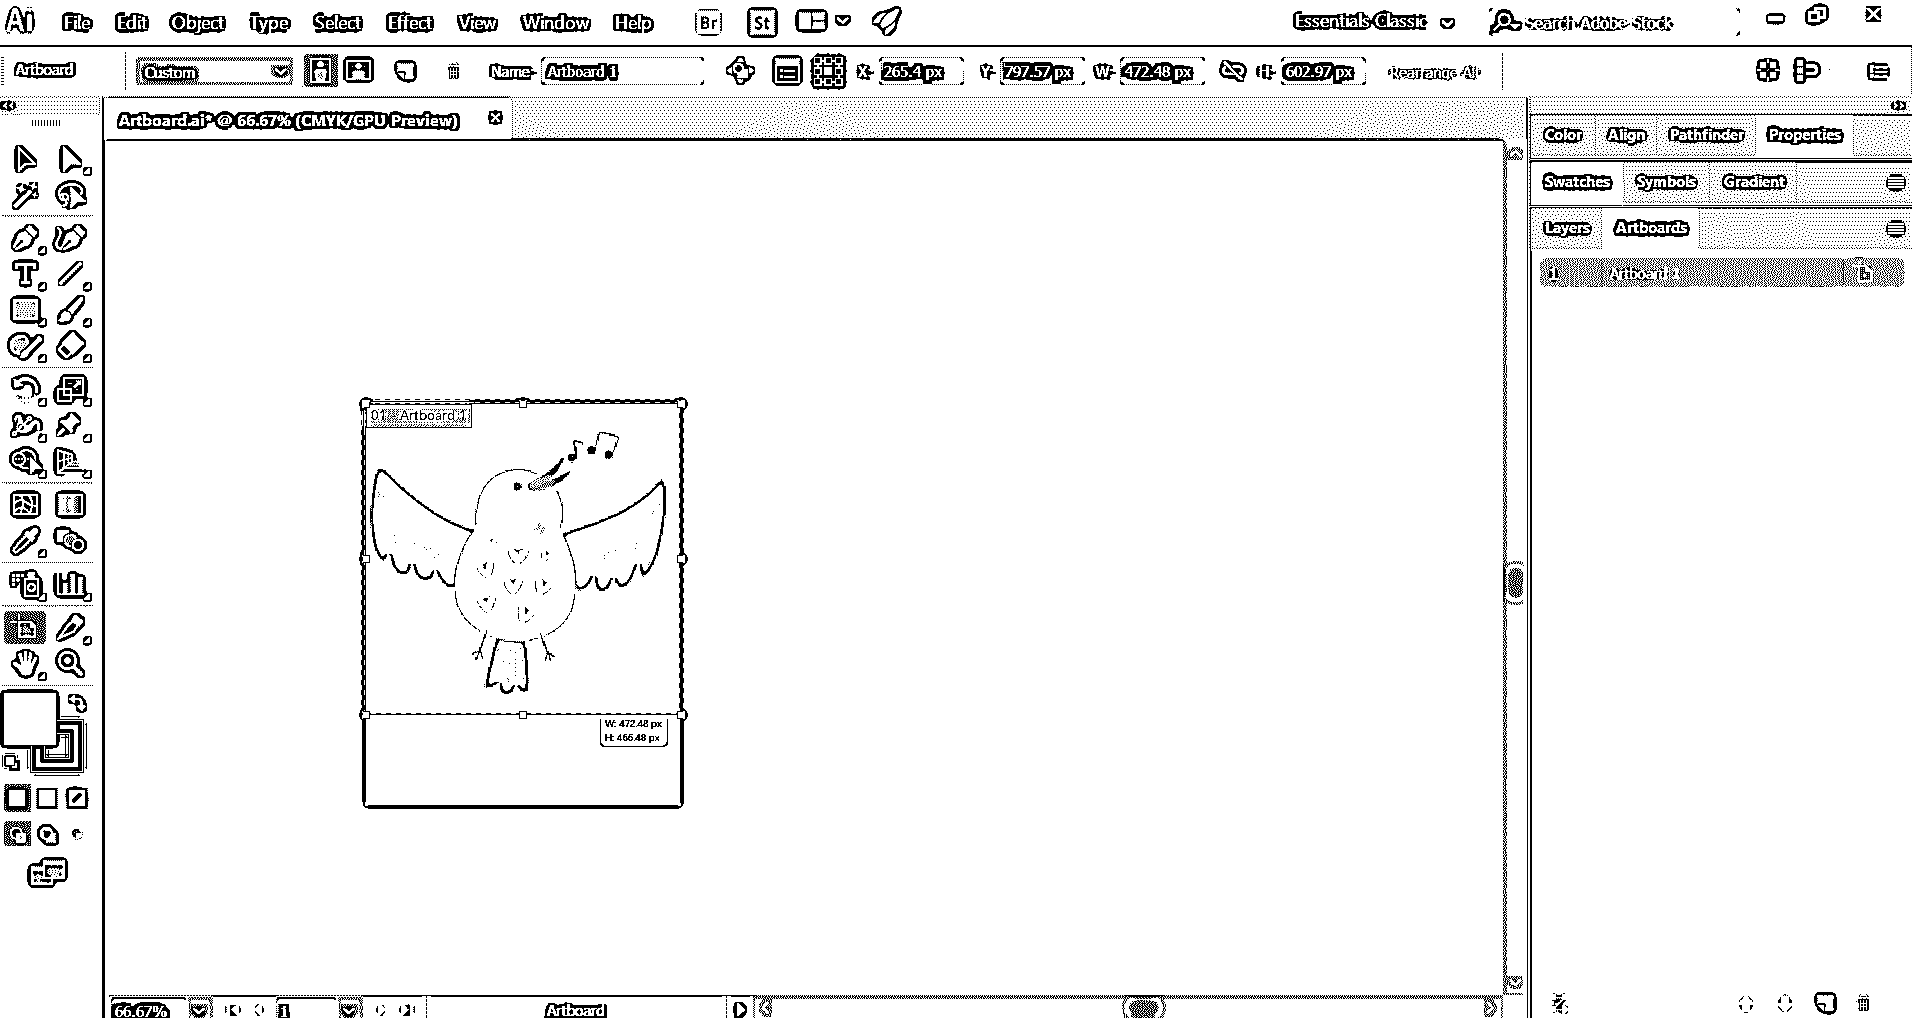 Ai File Edit Object Type Select Effect View Window Help Br St Essentials Classic Search Adobe Stock
Artboard Custom Name: Artboard 1 X: 265.4 px Y: 797.57 px W: 472.48 px H: 602.97 px Rearrange All
Artboard.ai* @ 66.67% (CMYK/GPU Preview)
Color Align Pathfinder Properties
Swatches Symbols Gradient
Layers Artboards
1 Artboard 1
01 - Artboard 1
W: 472.48 px
H: 466.48 px
66.67% 1 Artboard